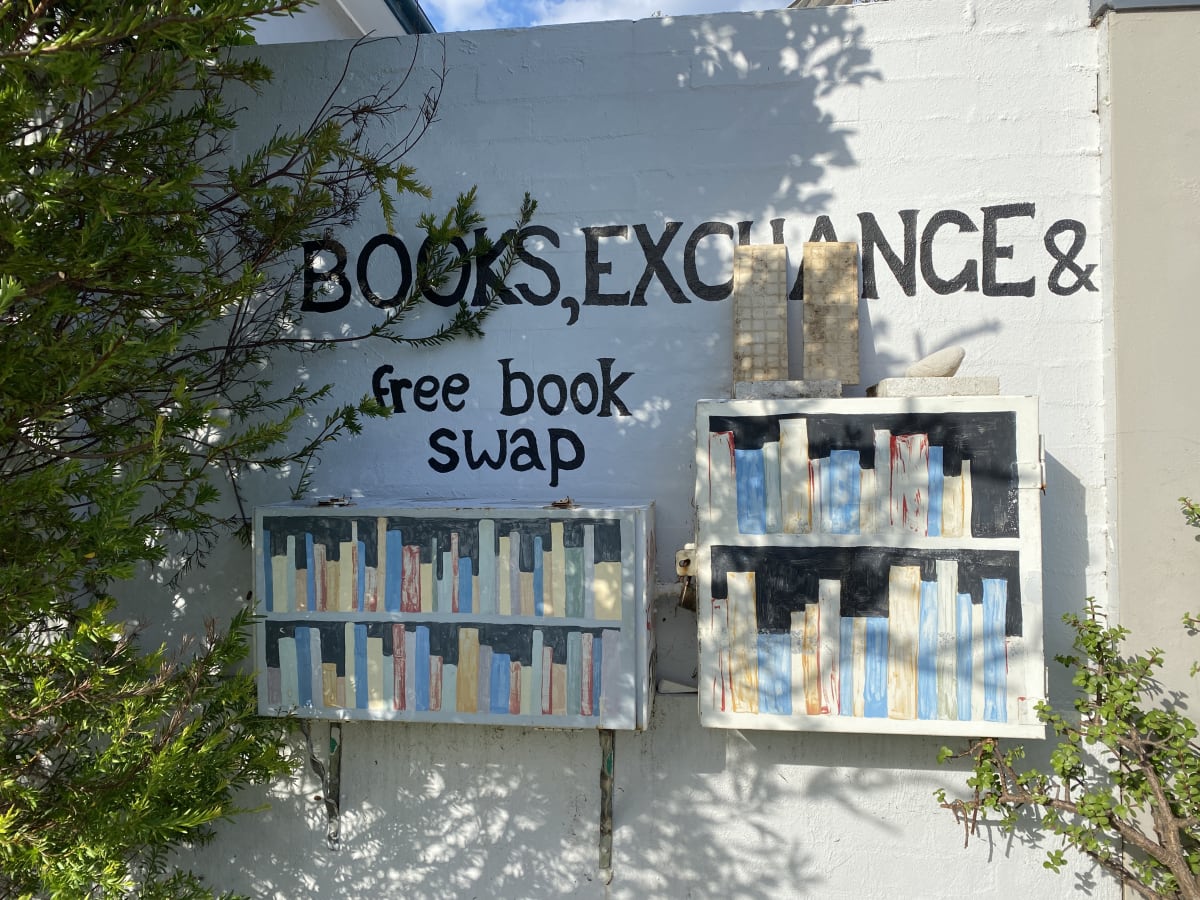 BOOKS, EXCHANGE &
free book
swap